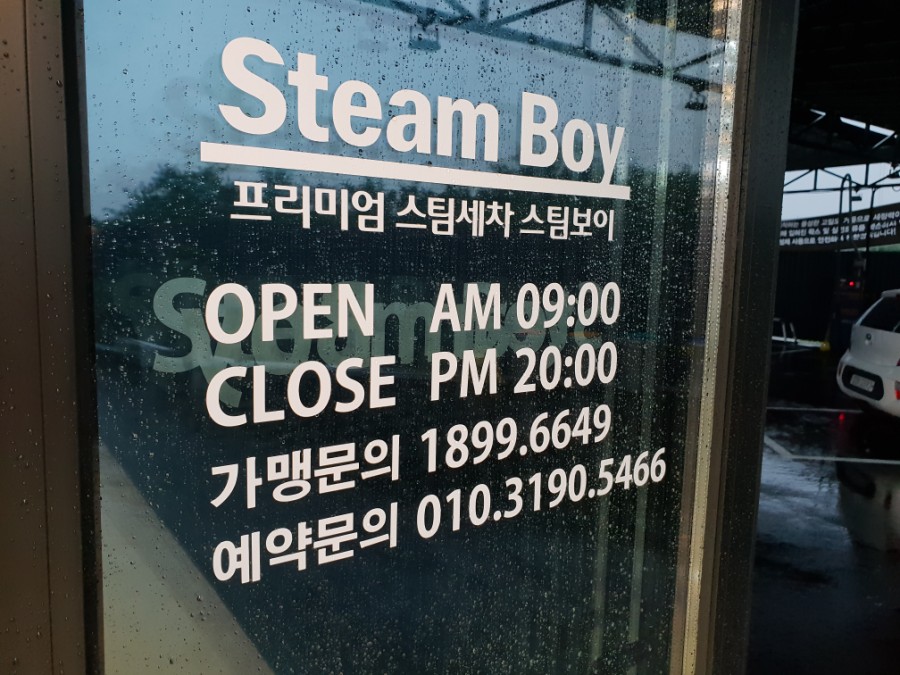 Steam Boy
프리미엄 스팀세차 스팀보이
OPEN AM 09:00
CLOSE PM 20:00
가맹문의 1899.6649
예약문의 010.3190.5466